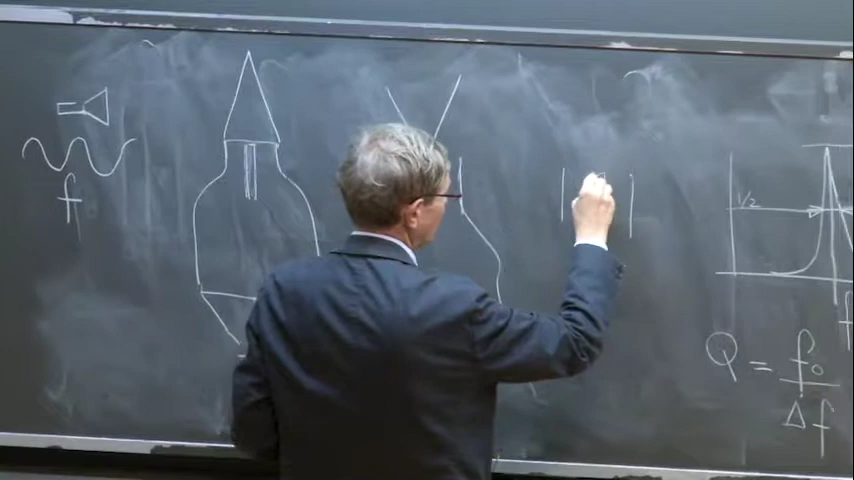 f
1/2
Q = f₀
Δf
f